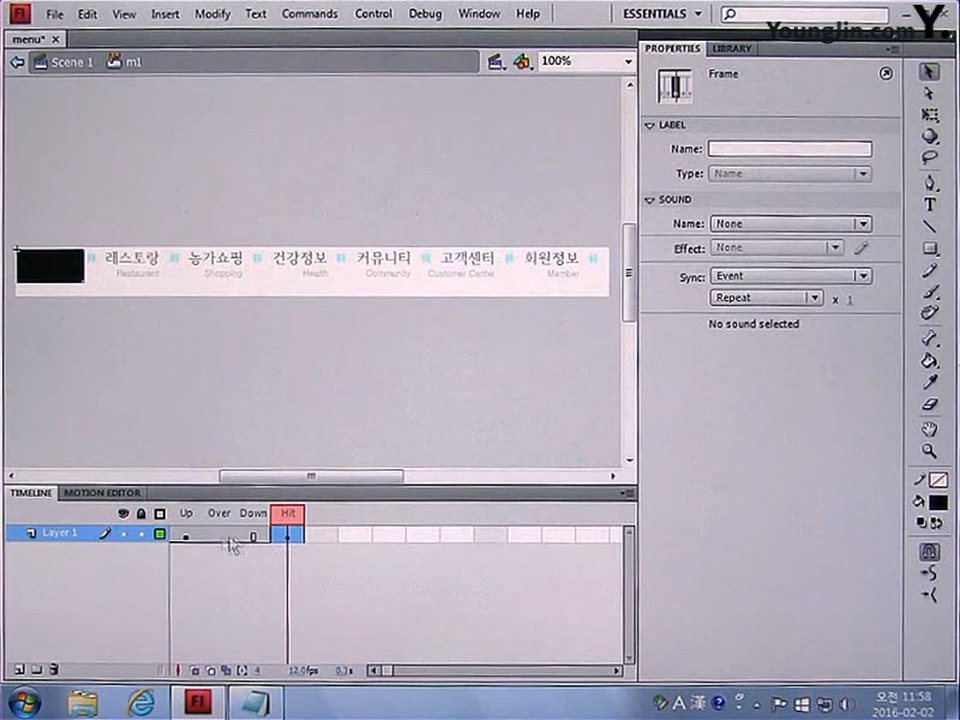 Fl File Edit View Insert Modify Text Commands Control Debug Window Help ESSENTIALS
Younglin.com Y.
menu* ×
Scene 1 m1 100%
PROPERTIES LIBRARY
Frame
LABEL
Name:
Type: Name
SOUND
Name: None
Effect: None
Sync: Event
Repeat x 1
No sound selected
레스토랑 농가쇼핑 건강정보 커뮤니티 고객센터 회원정보
Restaurant Shopping Health Community Customer Center Member
TIMELINE MOTION EDITOR
Up Over Down Hit
Layer 1
4 12.0fps 0.3s
Fl A 漢 오전 11:58
2016-02-02